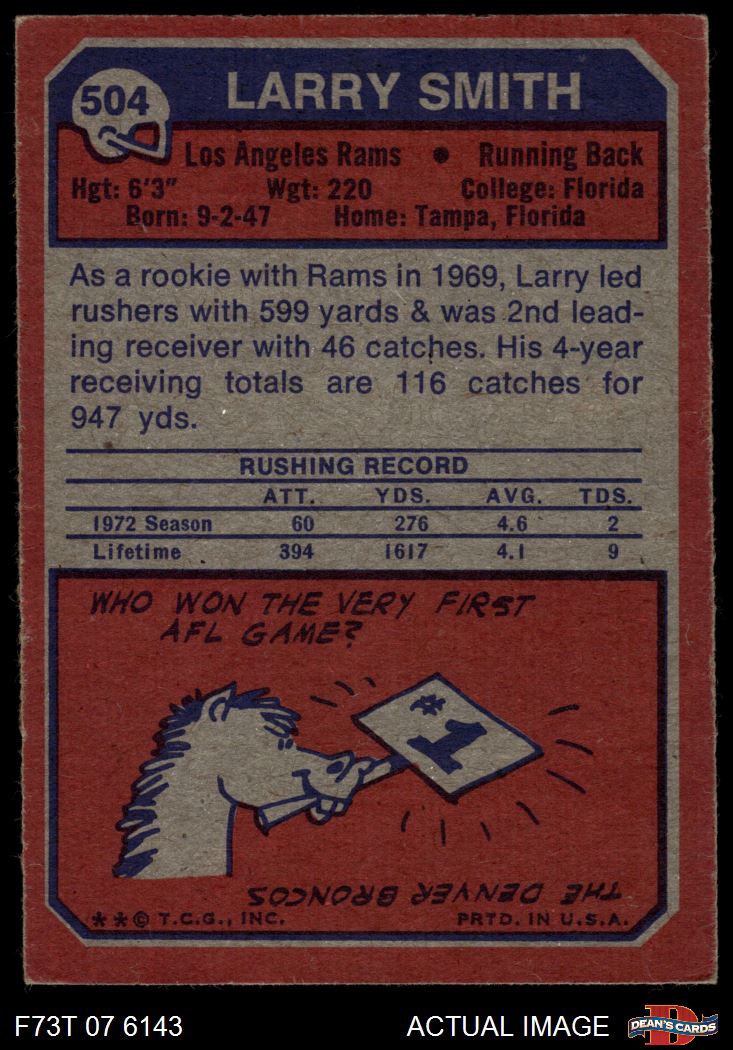 504
LARRY SMITH
Los Angeles Rams • Running Back
Hgt: 6'3" Wgt: 220 College: Florida
Born: 9-2-47 Home: Tampa, Florida
As a rookie with Rams in 1969, Larry led
rushers with 599 yards & was 2nd lead-
ing receiver with 46 catches. His 4-year
receiving totals are 116 catches for
947 yds.
RUSHING RECORD
ATT. YDS. AVG. TDS.
1972 Season 60 276 4.6 2
Lifetime 394 1617 4.1 9
WHO WON THE VERY FIRST
AFL GAME?
#1
THE DENVER BRONCOS
**© T.C.G., INC. PRTD. IN U.S.A.
F73T 07 6143 ACTUAL IMAGE D DEAN'S CARDS